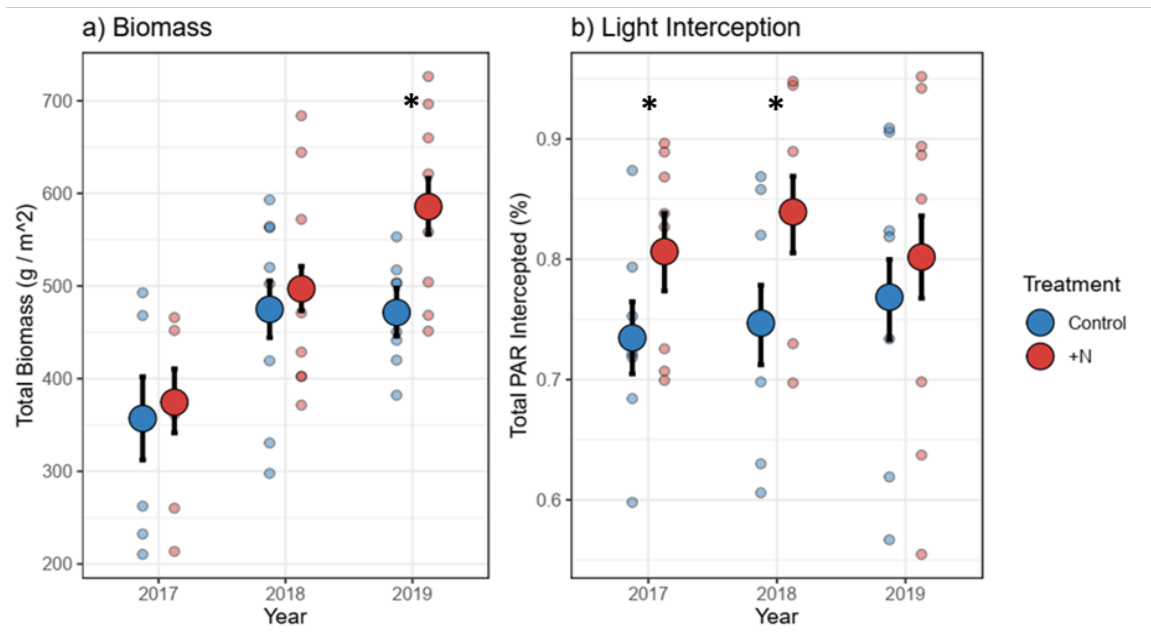 a) Biomass
b) Light Interception
*
*
*
700
600
500
400
300
200
Total Biomass (g / m^2)
2017
2018
2019
Year
0.9
0.8
0.7
0.6
Total PAR Intercepted (%)
2017
2018
2019
Year
Treatment
Control
+N